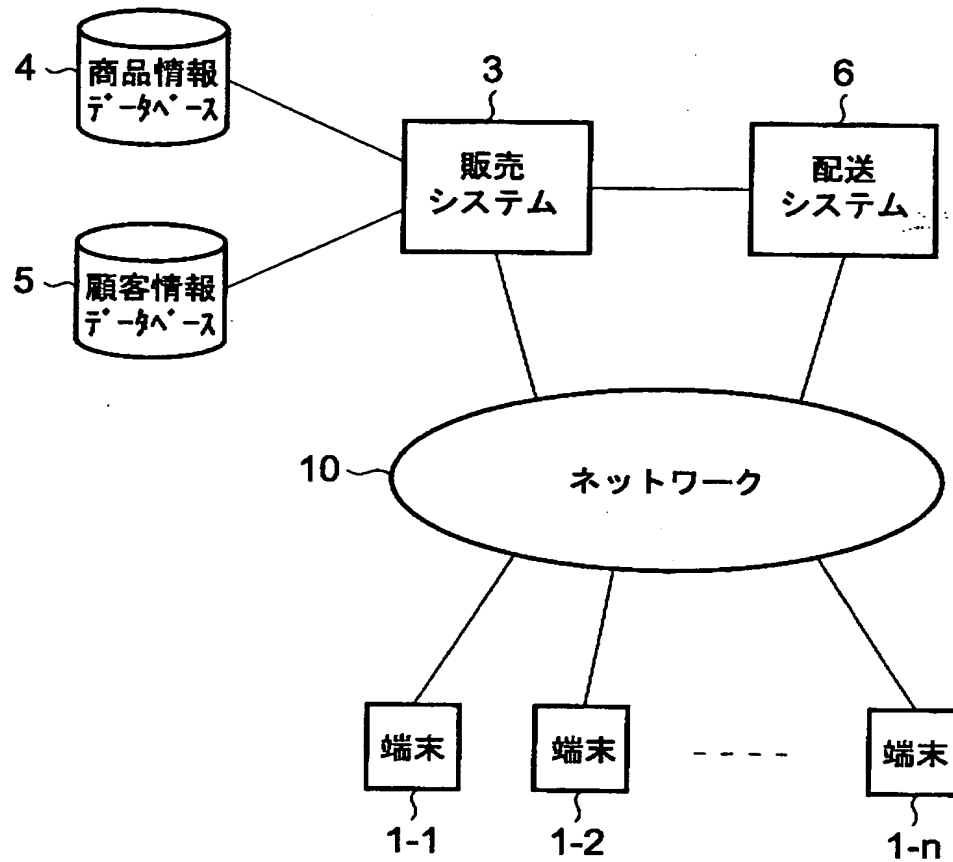 4
商品情報
ﾃﾞｰﾀﾍﾞｰｽ
3
販売
システム
6
配送
システム
5
顧客情報
ﾃﾞｰﾀﾍﾞｰｽ
10
ネットワーク
端末
端末
端末
1-1
1-2
1-n